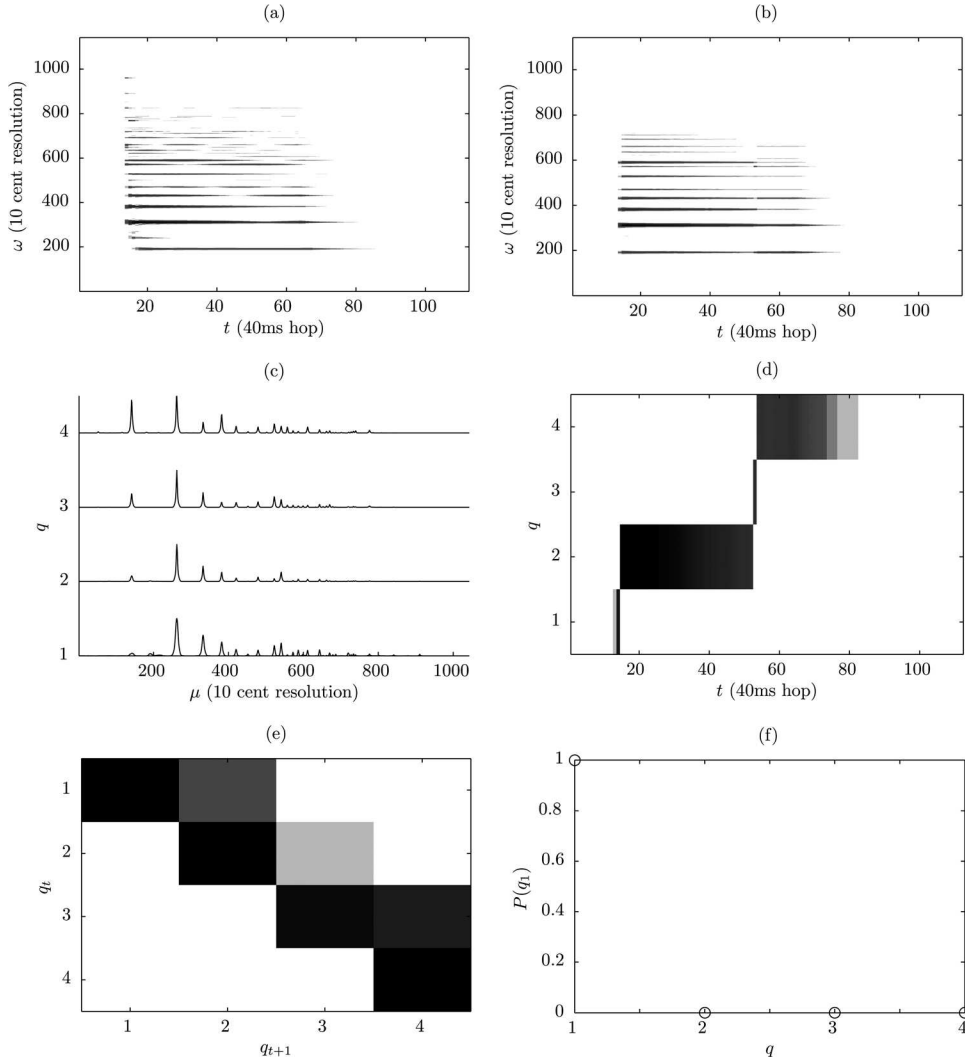 (a)
1000
800
600
400
200
ω (10 cent resolution)
20 40 60 80 100
t (40ms hop)
(b)
1000
800
600
400
200
ω (10 cent resolution)
20 40 60 80 100
t (40ms hop)
(c)
4
3
2
1
q
200 400 600 800 1000
μ (10 cent resolution)
(d)
4
3
2
1
q
20 40 60 80 100
t (40ms hop)
(e)
1
2
3
4
q_t
1 2 3 4
q_{t+1}
(f)
1
0.8
0.6
0.4
0.2
0
P(q_1)
1 2 3 4
q